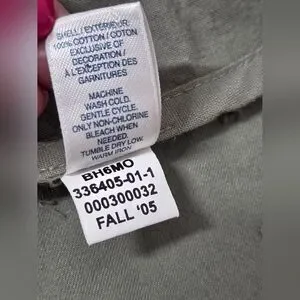 SHELL/EXTÉRIEUR:
100% COTTON/COTON
EXCLUSIVE OF
DECORATION/
À L'EXCEPTION DES
GARNITURES
MACHINE
WASH COLD,
GENTLE CYCLE.
ONLY NON-CHLORINE
BLEACH WHEN
NEEDED.
TUMBLE DRY LOW.
WARM IRON
BH6MO
336405-01-1
000300032
FALL '05